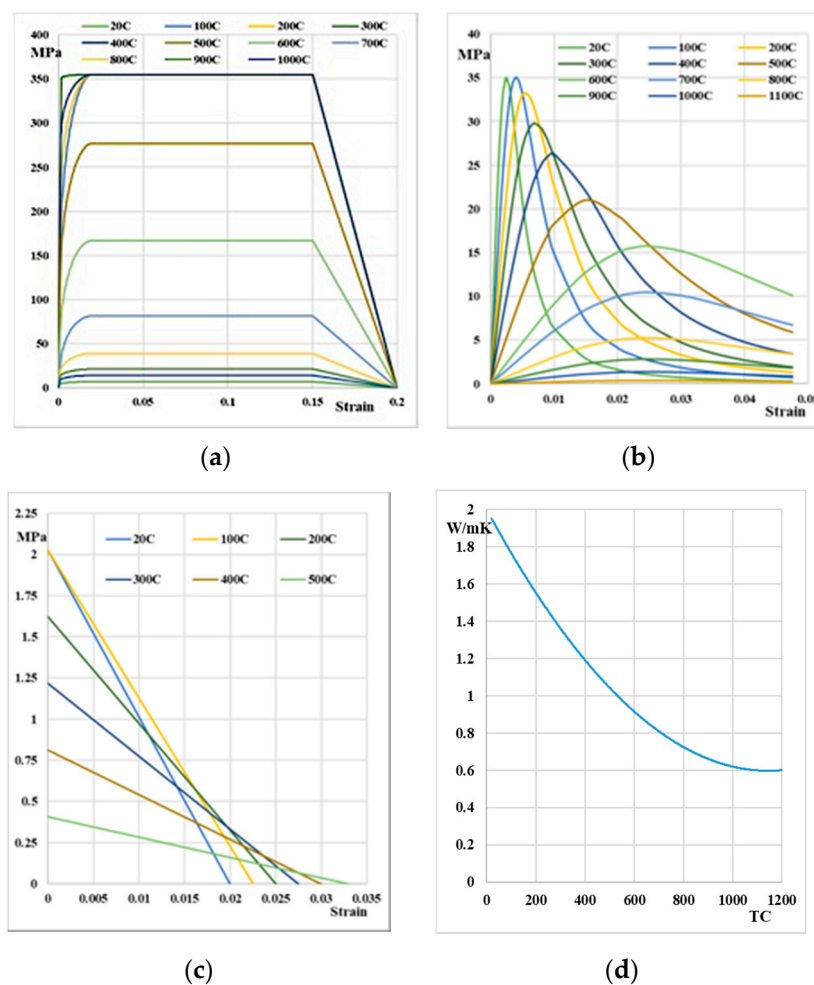 20C 100C 200C 300C
400C 500C 600C 700C
800C 900C 1000C
MPa
400
350
300
250
200
150
100
50
0
0 0.05 0.1 0.15 0.2
Strain
(a)
20C 100C 200C
300C 400C 500C
600C 700C 800C
900C 1000C 1100C
MPa
40
35
30
25
20
15
10
5
0
0 0.01 0.02 0.03 0.04 0.05
Strain
(b)
20C 100C 200C
300C 400C 500C
2.25
MPa
2
1.75
1.5
1.25
1
0.75
0.5
0.25
0
0 0.005 0.01 0.015 0.02 0.025 0.03 0.035
Strain
(c)
2
W/mK
1.8
1.6
1.4
1.2
1
0.8
0.6
0.4
0.2
0
0 200 400 600 800 1000 1200
TC
(d)